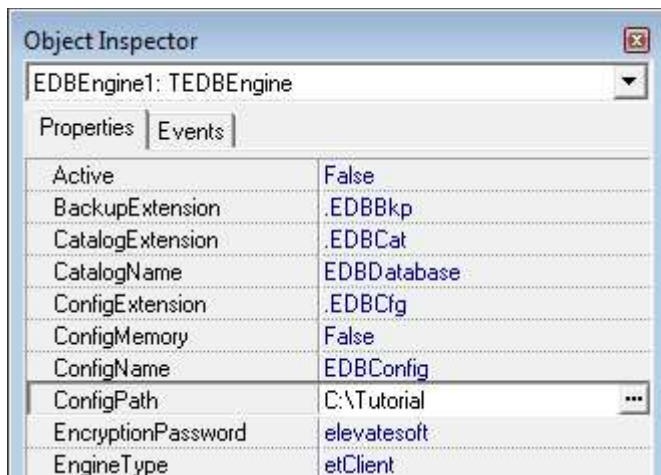 Object Inspector
EDBEngine1: TEDBEngine
Properties Events
Active False
BackupExtension .EDBBkp
CatalogExtension .EDBCat
CatalogName EDBDatabase
ConfigExtension .EDBCfg
ConfigMemory False
ConfigName EDBConfig
ConfigPath C:\Tutorial ...
EncryptionPassword elevatesoft
EngineType etClient